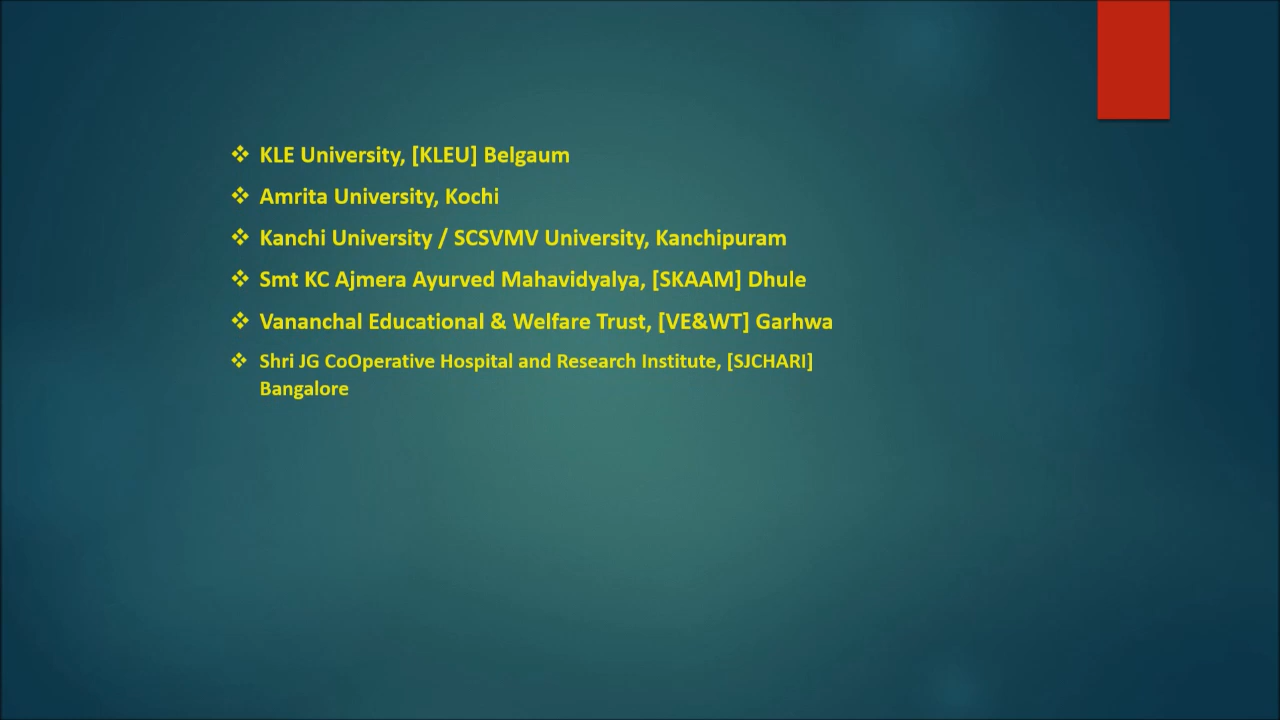 ❖ KLE University, [KLEU] Belgaum
❖ Amrita University, Kochi
❖ Kanchi University / SCSVMV University, Kanchipuram
❖ Smt KC Ajmera Ayurved Mahavidyalya, [SKAAM] Dhule
❖ Vananchal Educational & Welfare Trust, [VE&WT] Garhwa
❖ Shri JG CoOperative Hospital and Research Institute, [SJCHARI]
Bangalore